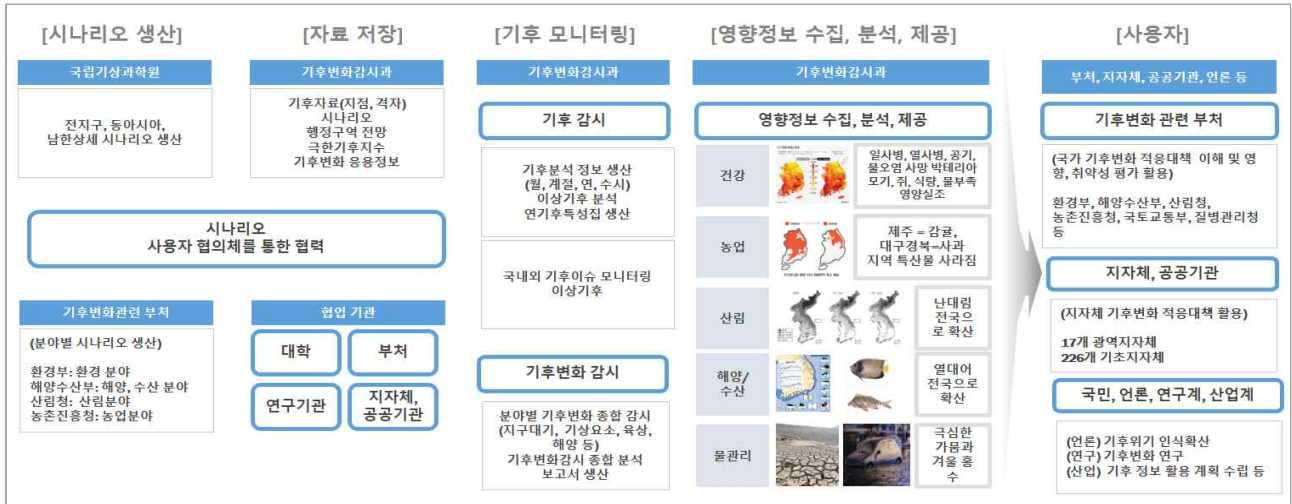 [시나리오 생산]
국립기상과학원
전지구, 동아시아,
남한상세 시나리오 생산
[자료 저장]
기후변화감시과
기후자료(지점, 격자)
시나리오
행정구역 전망
극한기후지수
기후변화 응용정보
시나리오
사용자 협의체를 통한 협력
기후변화관련 부처
(분야별 시나리오 생산)
환경부: 환경 분야
해양수산부: 해양, 수산 분야
산림청: 산림분야
농촌진흥청: 농업분야
협업 기관
대학
부처
연구기관
지자체,
공공기관
[기후 모니터링]
기후변화감시과
기후 감시
기후분석 정보 생산
(월, 계절, 연, 수시)
이상기후 분석
연기후특성집 생산
국내외 기후이슈 모니터링
이상기후
기후변화 감시
분야별 기후변화 종합 감시
(지구대기, 기상요소, 육상,
해양 등)
기후변화감시 종합 분석
보고서 생산
[영향정보 수집, 분석, 제공]
기후변화감시과
영향정보 수집, 분석, 제공
건강
일사병, 열사병, 공기,
물오염 사망 박테리아
모기, 쥐, 식량, 물부족
영양실조
농업
제주 = 감귤,
대구경북=사과
지역 특산물 사라짐
산림
난대림
전국으
로 확산
해양/
수산
열대어
전국으로
확산
물관리
극심한
가뭄과
겨울 홍
수
[사용자]
부처, 지자체, 공공기관, 언론 등
기후변화 관련 부처
(국가 기후변화 적응대책 이해 및 영
향, 취약성 평가 활용)
환경부, 해양수산부, 산림청,
농촌진흥청, 국토교통부, 질병관리청
등
지자체, 공공기관
(지자체 기후변화 적응대책 활용)
17개 광역지자체
226개 기초지자체
국민, 언론, 연구계, 산업계
(언론) 기후위기 인식확산
(연구) 기후변화 연구
(산업) 기후 정보 활용 계획 수립 등